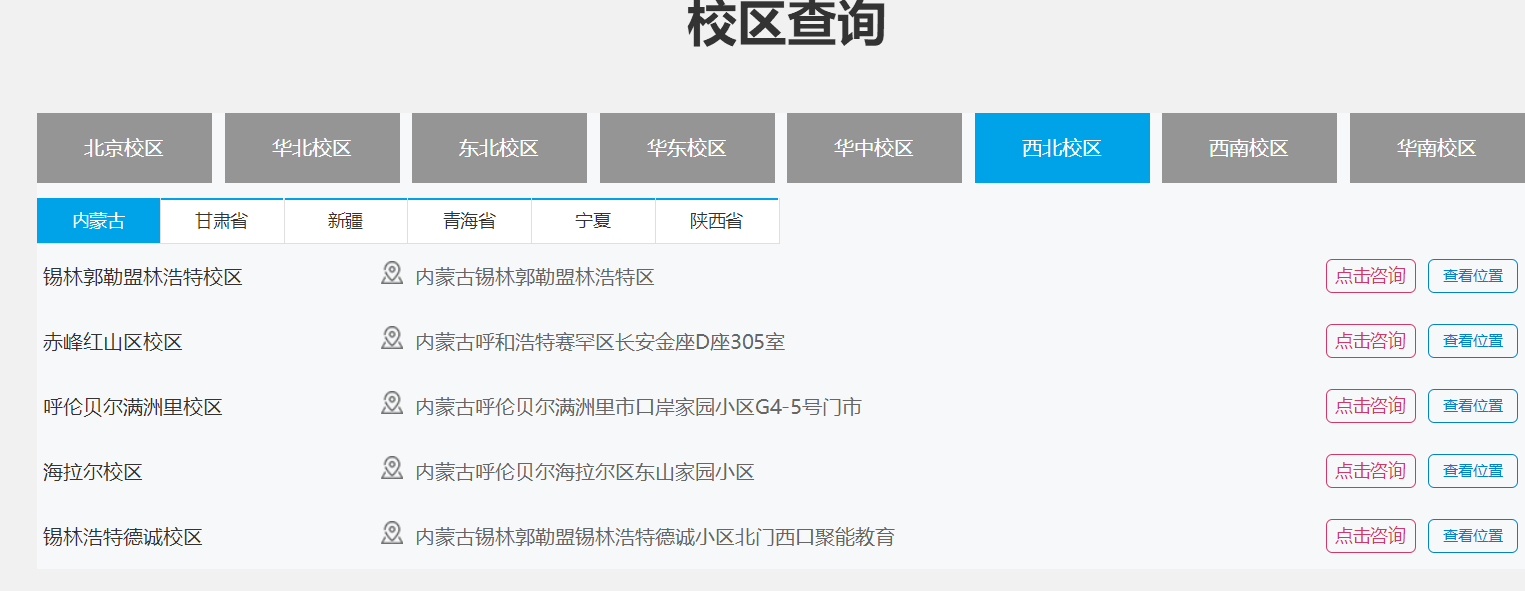 校区查询
北京校区 华北校区 东北校区 华东校区 华中校区 西北校区 西南校区 华南校区
内蒙古 甘肃省 新疆 青海省 宁夏 陕西省
锡林郭勒盟林浩特校区 内蒙古锡林郭勒盟林浩特区 点击咨询 查看位置
赤峰红山区校区 内蒙古呼和浩特赛罕区长安金座D座305室 点击咨询 查看位置
呼伦贝尔满洲里校区 内蒙古呼伦贝尔满洲里市口岸家园小区G4-5号门市 点击咨询 查看位置
海拉尔校区 内蒙古呼伦贝尔海拉尔区东山家园小区 点击咨询 查看位置
锡林浩特德诚校区 内蒙古锡林郭勒盟锡林浩特德诚小区北门西口聚能教育 点击咨询 查看位置